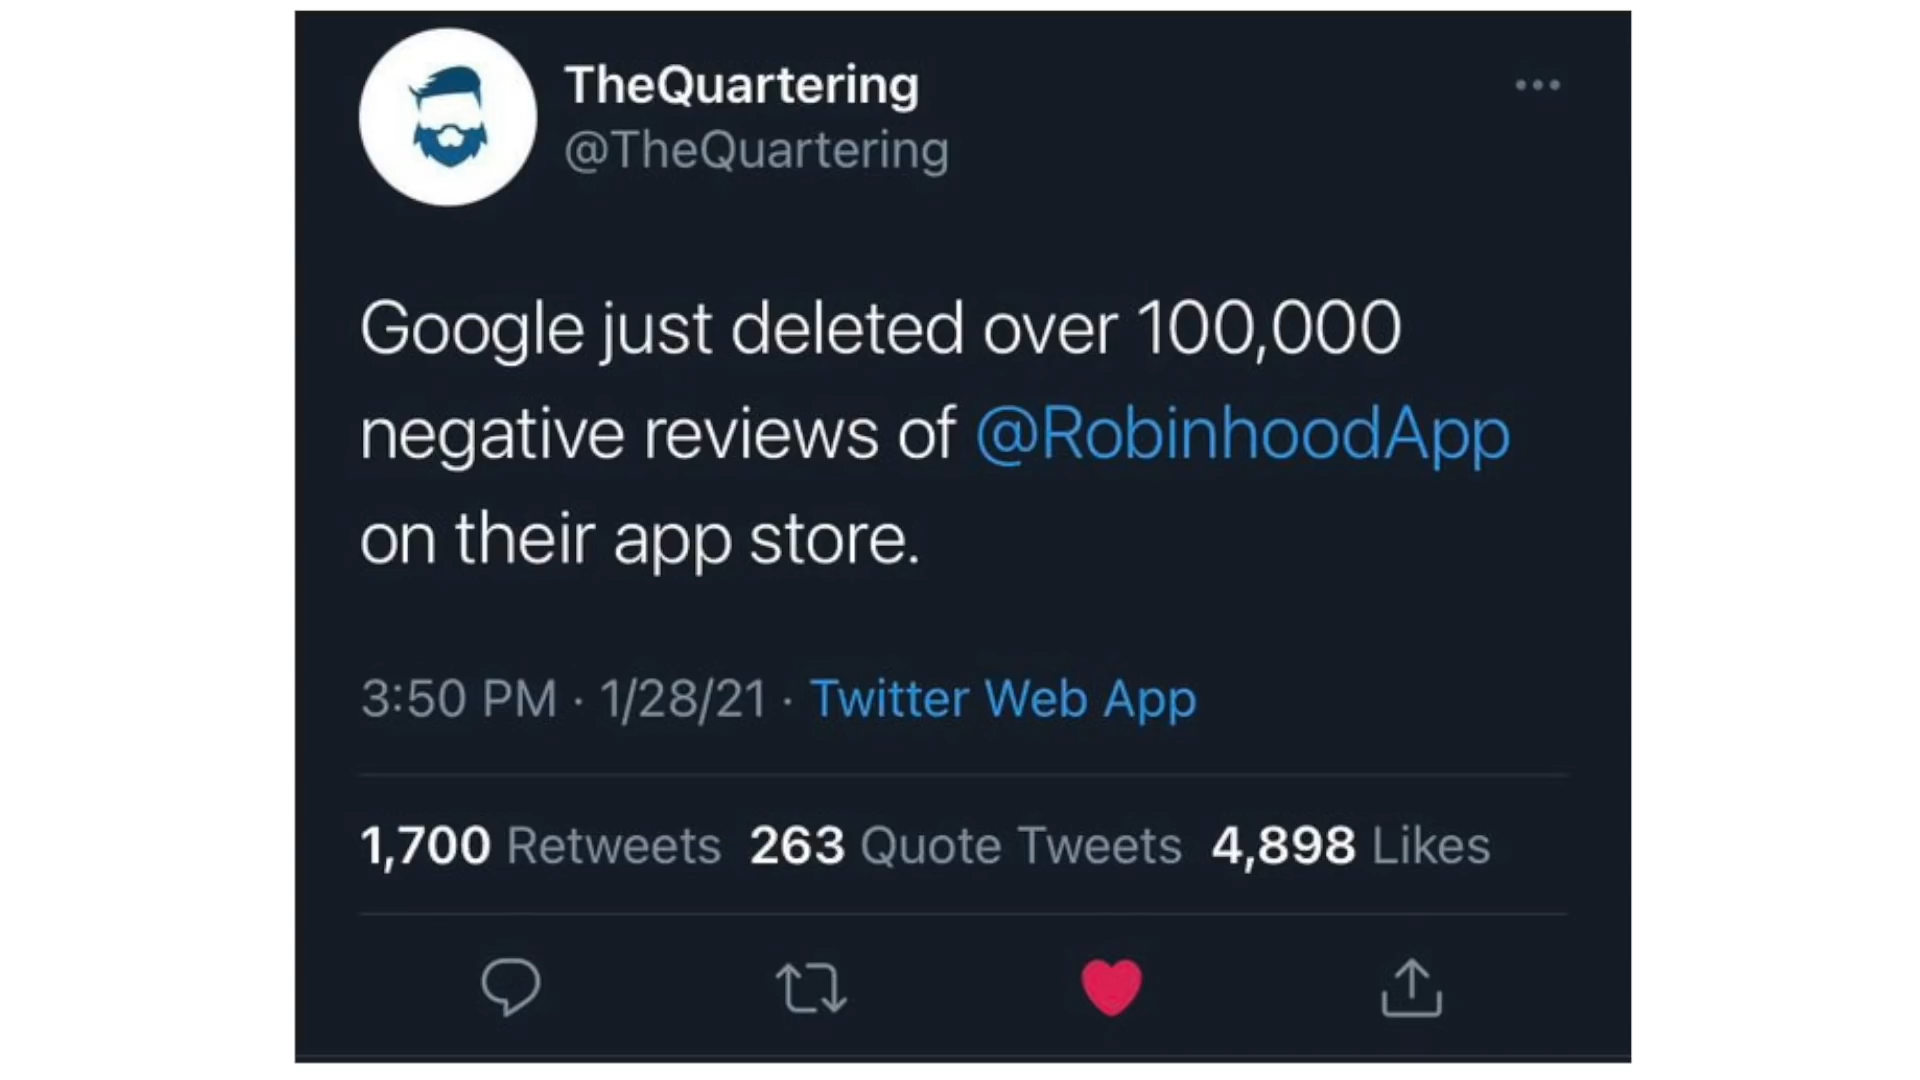 TheQuartering
@TheQuartering
Google just deleted over 100,000
negative reviews of @RobinhoodApp
on their app store.
3:50 PM · 1/28/21 · Twitter Web App
1,700 Retweets 263 Quote Tweets 4,898 Likes